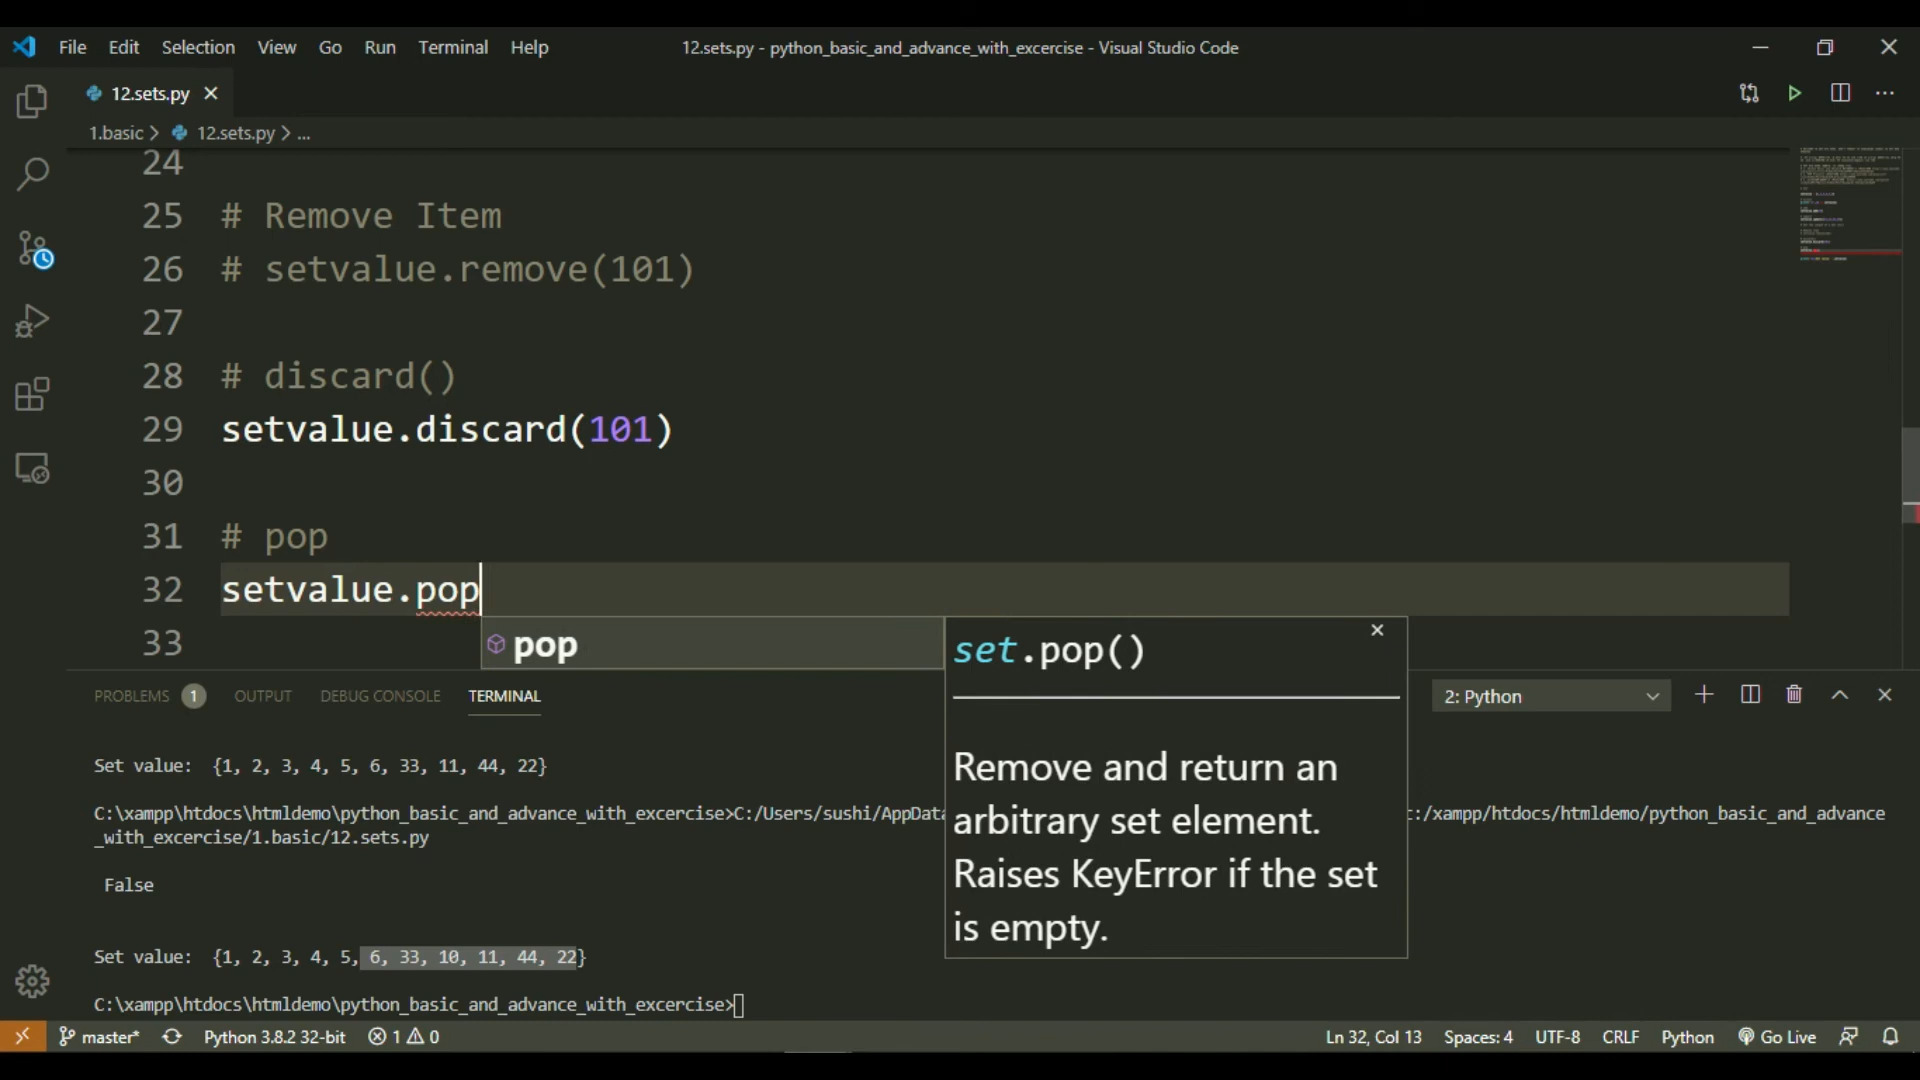 File Edit Selection View Go Run Terminal Help
12.sets.py - python_basic_and_advance_with_excercise - Visual Studio Code
12.sets.py
1.basic > 12.sets.py > ...
24
25 # Remove Item
26 # setvalue.remove(101)
27
28 # discard()
29 setvalue.discard(101)
30
31 # pop
32 setvalue.pop
33
pop
set.pop()
Remove and return an
arbitrary set element.
Raises KeyError if the set
is empty.
PROBLEMS 1 OUTPUT DEBUG CONSOLE TERMINAL
2: Python
Set value: {1, 2, 3, 4, 5, 6, 33, 11, 44, 22}
C:\xampp\htdocs\htmldemo\python_basic_and_advance_with_excercise>C:/Users/sushi/AppData :/xampp/htdocs/htmldemo/python_basic_and_advance
_with_excercise/1.basic/12.sets.py
False
Set value: {1, 2, 3, 4, 5, 6, 33, 10, 11, 44, 22}
C:\xampp\htdocs\htmldemo\python_basic_and_advance_with_excercise>
master* Python 3.8.2 32-bit 1 0 Ln 32, Col 13 Spaces: 4 UTF-8 CRLF Python Go Live